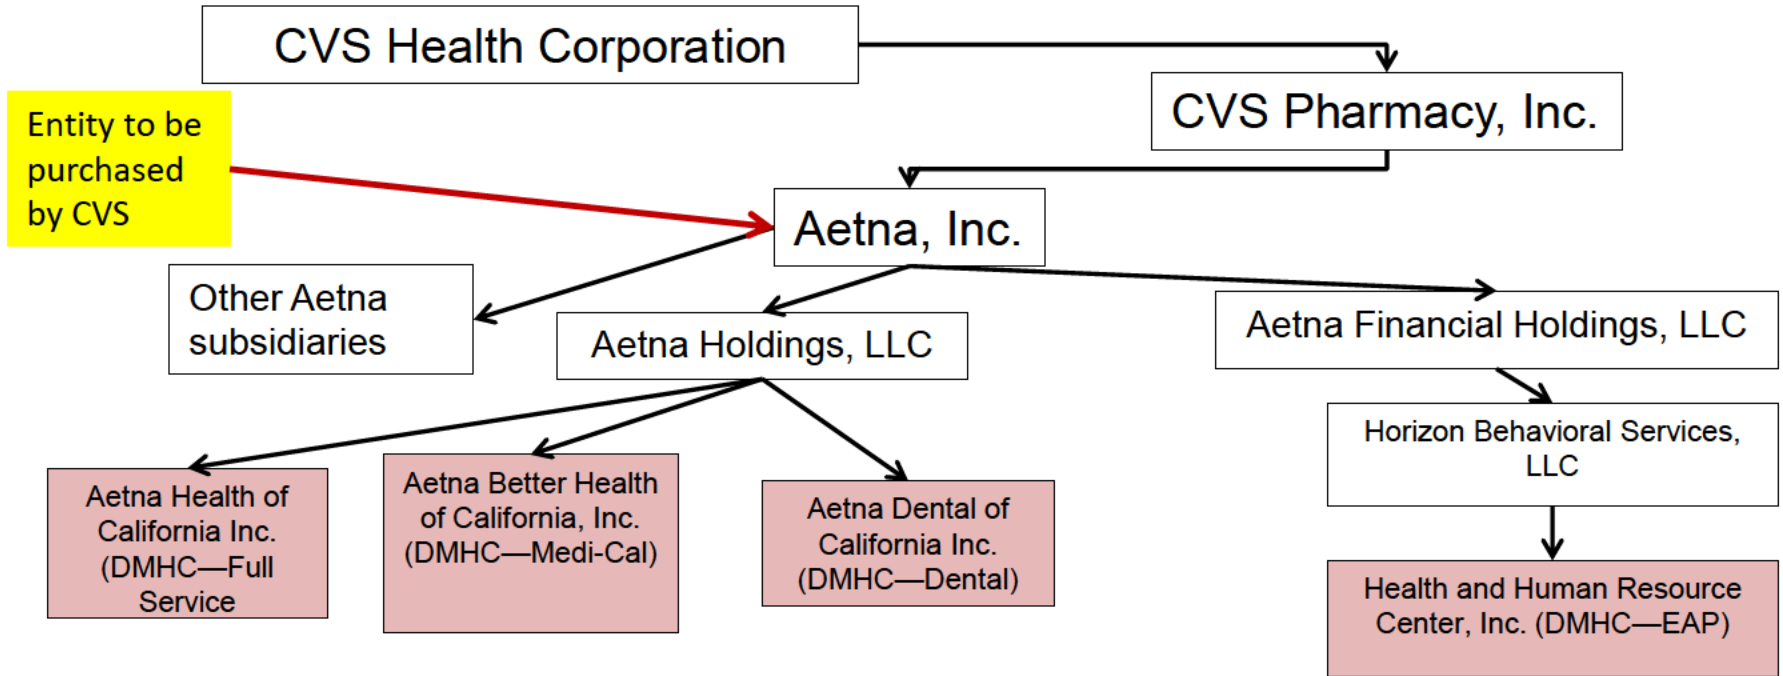 CVS Health Corporation
CVS Pharmacy, Inc.
Entity to be
purchased
by CVS
Aetna, Inc.
Other Aetna
subsidiaries
Aetna Holdings, LLC
Aetna Financial Holdings, LLC
Horizon Behavioral Services,
LLC
Aetna Health of
California Inc.
(DMHC—Full
Service
Aetna Better Health
of California, Inc.
(DMHC—Medi-Cal)
Aetna Dental of
California Inc.
(DMHC—Dental)
Health and Human Resource
Center, Inc. (DMHC—EAP)